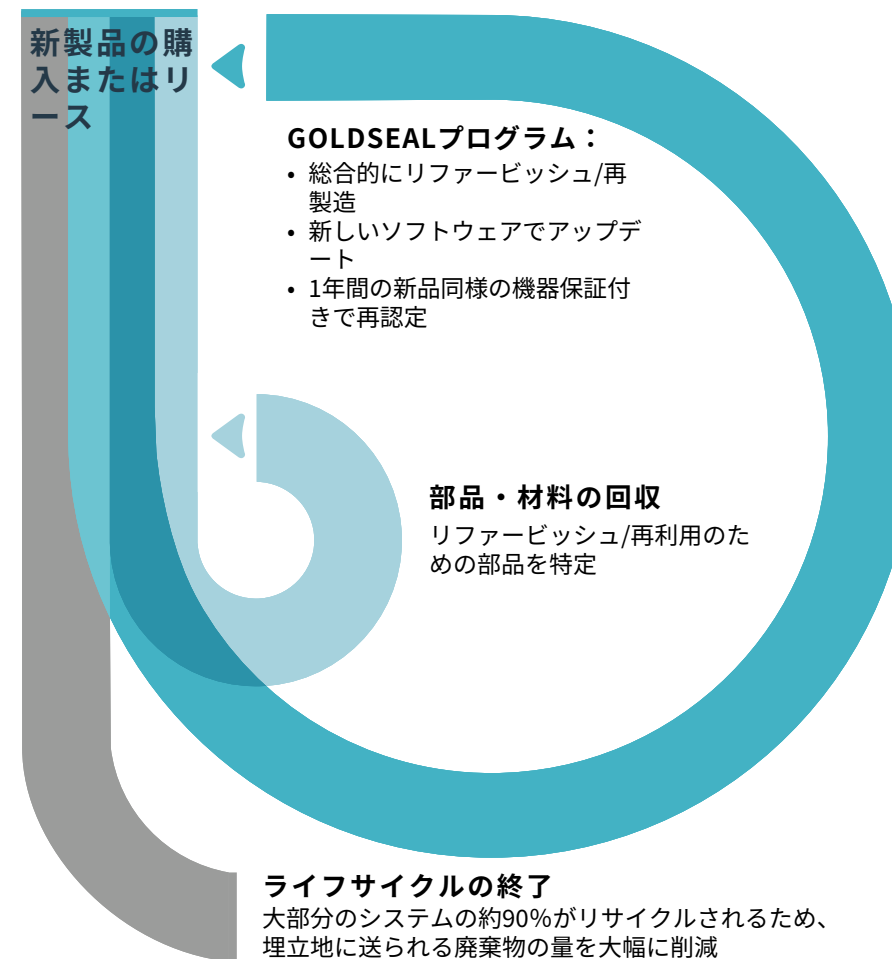 新製品の購
入またはリ
ース
GOLDSEALプログラム：
• 総合的にリファービッシュ/再
製造
• 新しいソフトウェアでアップデ
ート
• 1年間の新品同様の機器保証付
きで再認定
部品・材料の回収
リファービッシュ/再利用のた
めの部品を特定
ライフサイクルの終了
大部分のシステムの約90%がリサイクルされるため、
埋立地に送られる廃棄物の量を大幅に削減